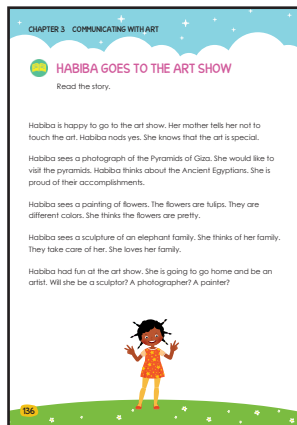 CHAPTER 3 COMMUNICATING WITH ART
HABIBA GOES TO THE ART SHOW
Read the story.
Habiba is happy to go to the art show. Her mother tells her not to
touch the art. Habiba nods yes. She knows that the art is special.
Habiba sees a photograph of the Pyramids of Giza. She would like to
visit the pyramids. Habiba thinks about the Ancient Egyptians. She is
proud of their accomplishments.
Habiba sees a painting of flowers. The flowers are tulips. They are
different colors. She thinks the flowers are pretty.
Habiba sees a sculpture of an elephant family. She thinks of her family.
They take care of her. She loves her family.
Habiba had fun at the art show. She is going to go home and be an
artist. Will she be a sculptor? A photographer? A painter?
136